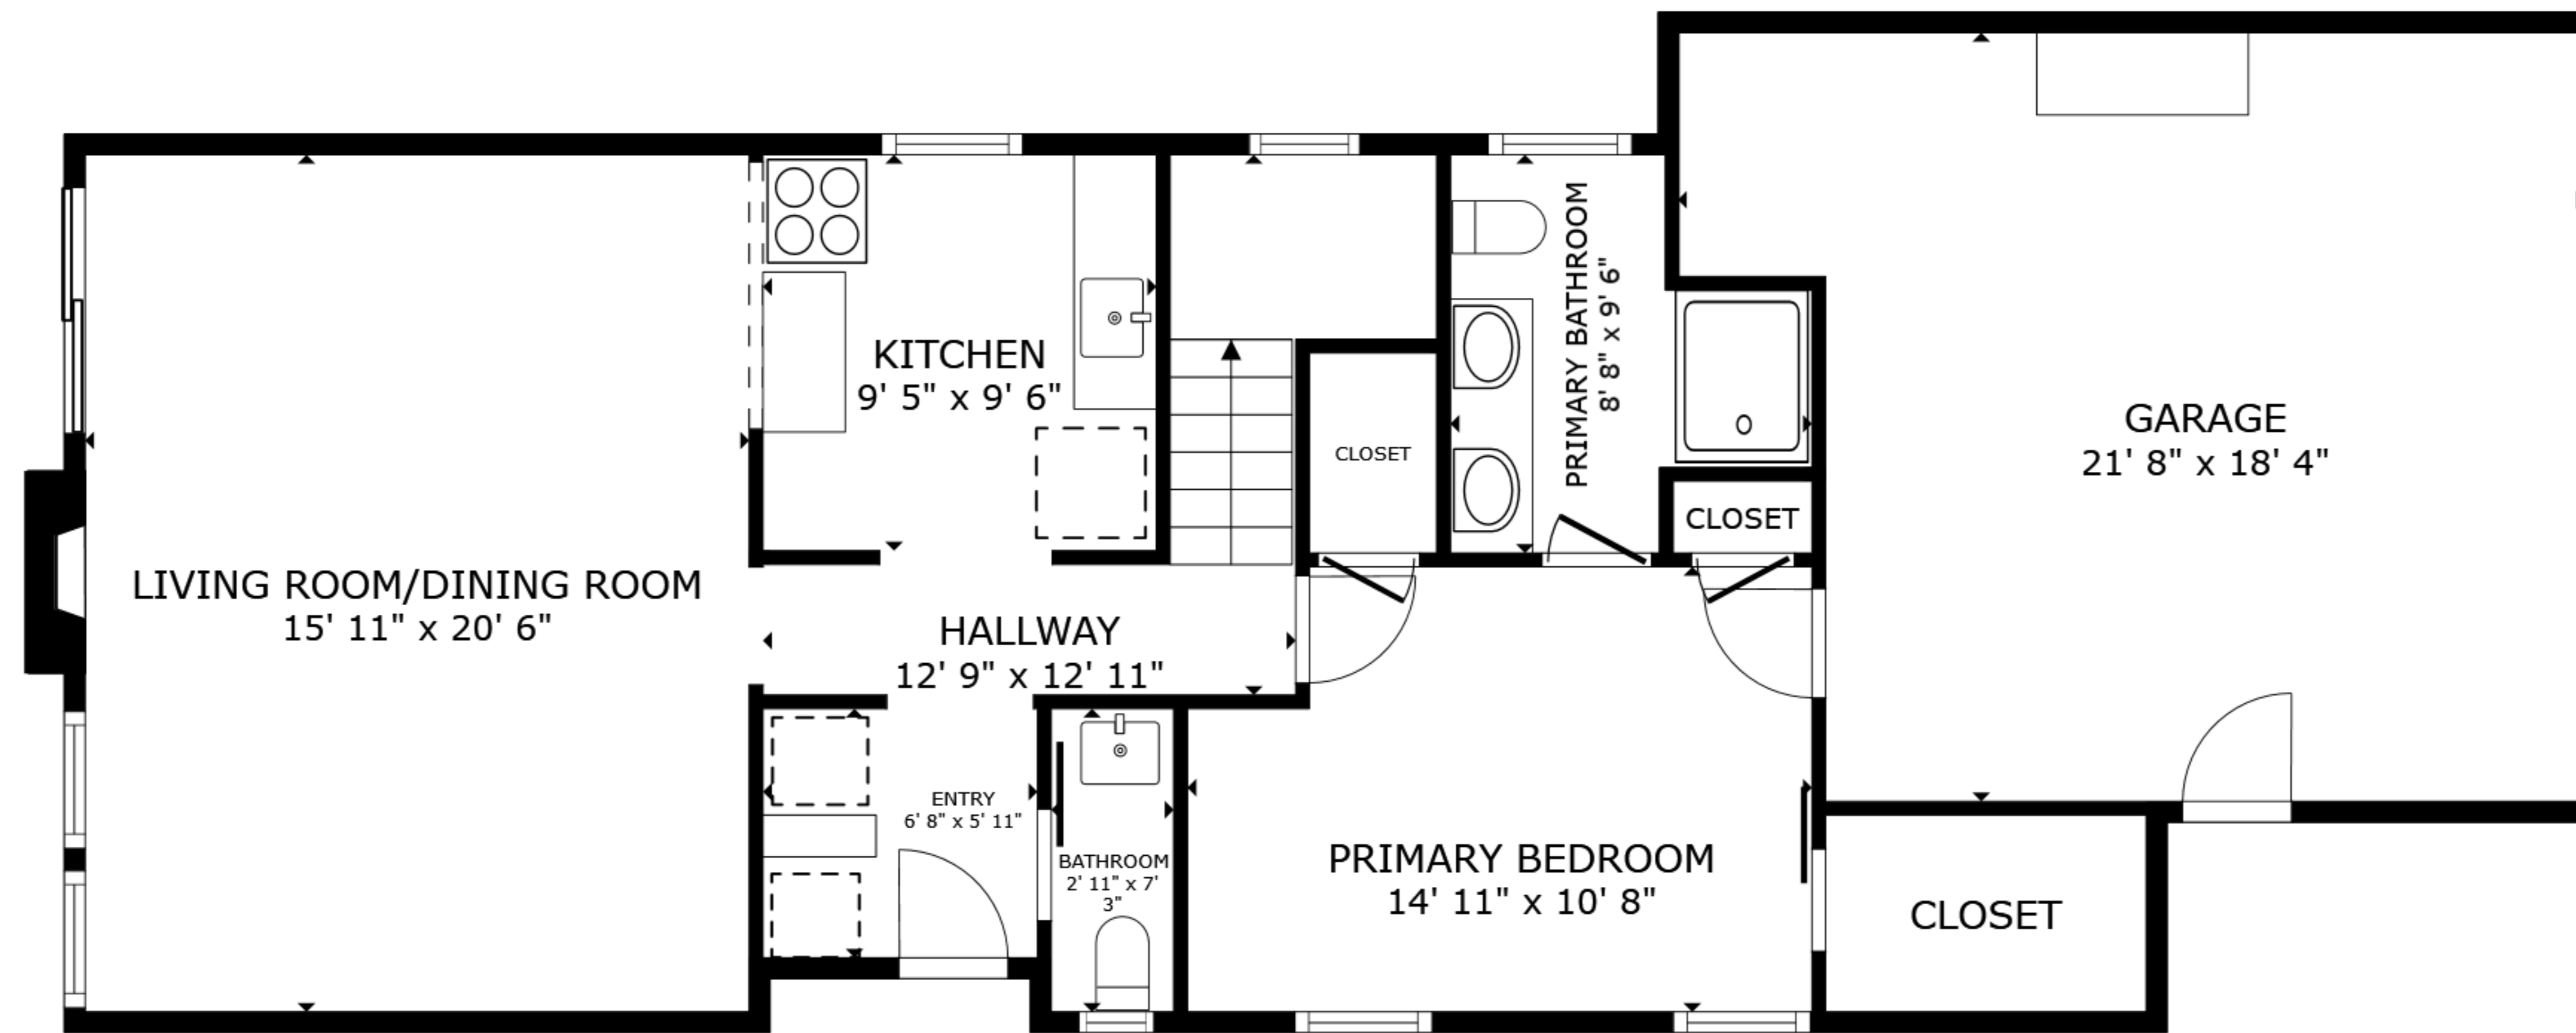 PRIMARY BATHROOM
8' 8" x 9' 6"
KITCHEN
9' 5" x 9' 6"
CLOSET
GARAGE
21' 8" x 18' 4"
CLOSET
LIVING ROOM/DINING ROOM
15' 11" x 20' 6"
HALLWAY
12' 9" x 12' 11"
ENTRY
6' 8" x 5' 11"
BATHROOM
2' 11" x 7'
3"
PRIMARY BEDROOM
14' 11" x 10' 8"
CLOSET